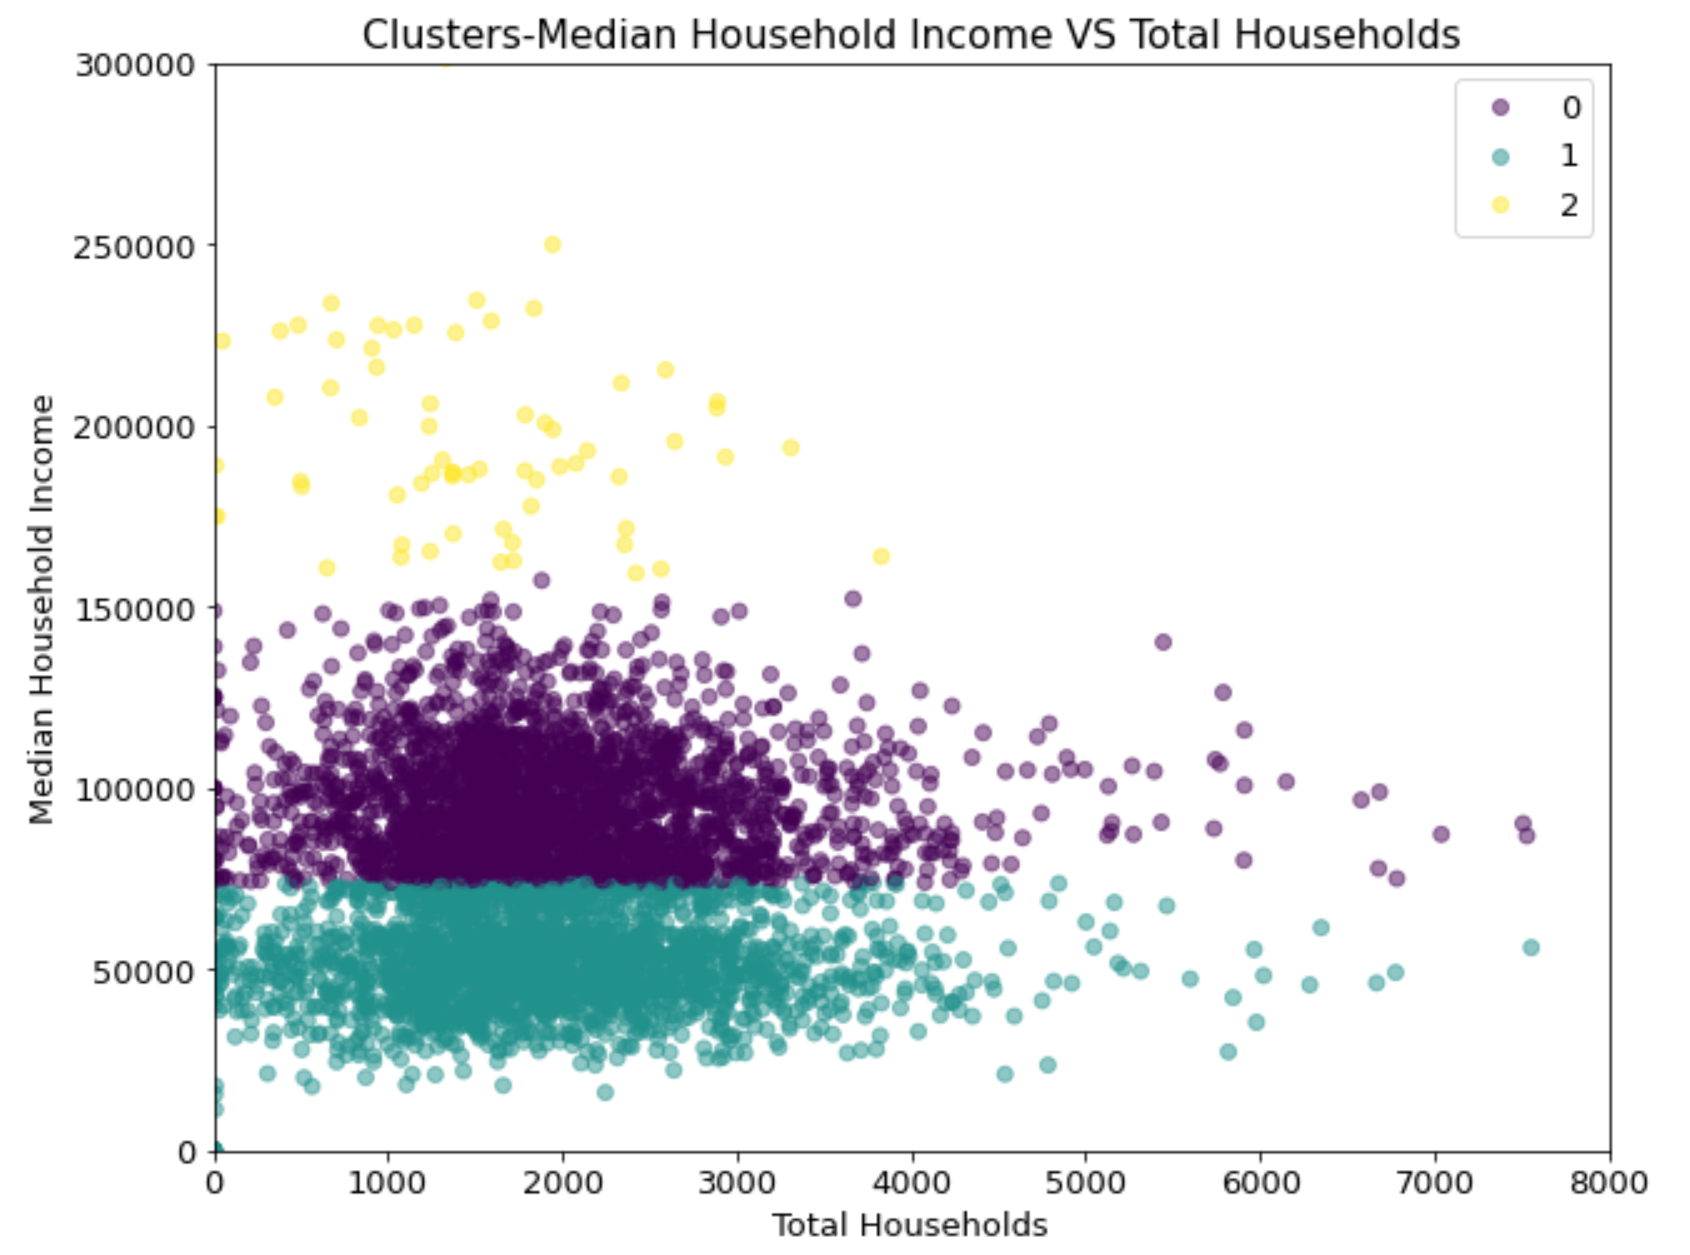 Clusters-Median Household Income VS Total Households
300000
250000
200000
150000
100000
50000
0
Median Household Income
0
1
2
0 1000 2000 3000 4000 5000 6000 7000 8000
Total Households